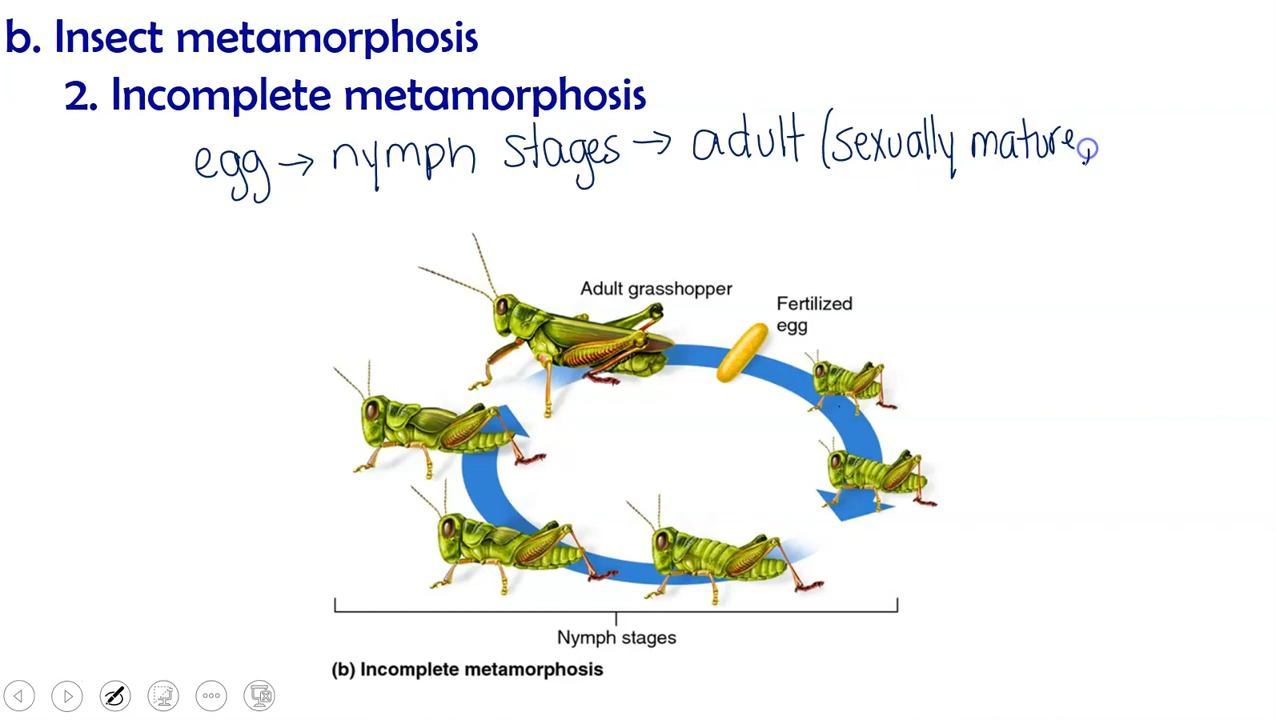 b. Insect metamorphosis
2. Incomplete metamorphosis
egg → nymph stages → adult (sexually mature,
Adult grasshopper
Fertilized
egg
Nymph stages
(b) Incomplete metamorphosis